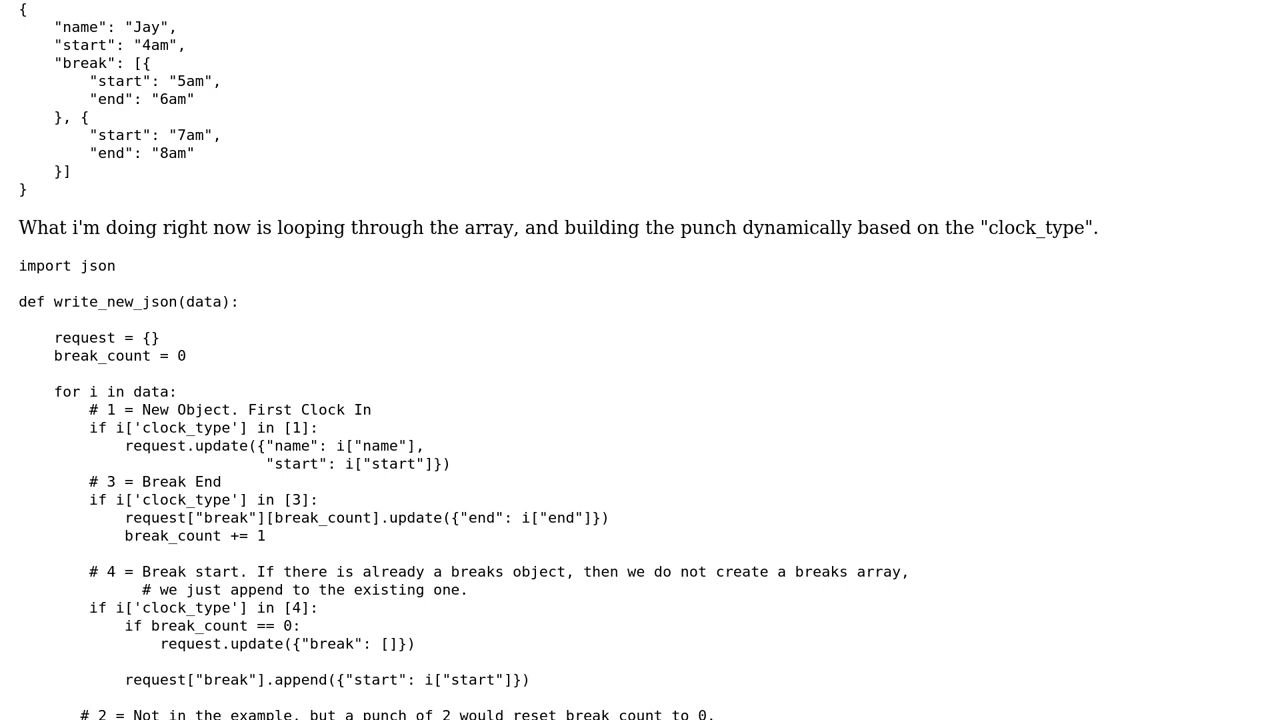 {
    "name": "Jay",
    "start": "4am",
    "break": [{
        "start": "5am",
        "end": "6am"
    }, {
        "start": "7am",
        "end": "8am"
    }]
}
What i'm doing right now is looping through the array, and building the punch dynamically based on the "clock_type".
import json
def write_new_json(data):
    request = {}
    break_count = 0
    for i in data:
        # 1 = New Object. First Clock In
        if i['clock_type'] in [1]:
            request.update({"name": i["name"],
                            "start": i["start"]})
        # 3 = Break End
        if i['clock_type'] in [3]:
            request["break"][break_count].update({"end": i["end"]})
            break_count += 1
        # 4 = Break start. If there is already a breaks object, then we do not create a breaks array,
              # we just append to the existing one.
        if i['clock_type'] in [4]:
            if break_count == 0:
                request.update({"break": []})
            request["break"].append({"start": i["start"]})
       # 2 = Not in the example, but a punch of 2 would reset break count to 0.